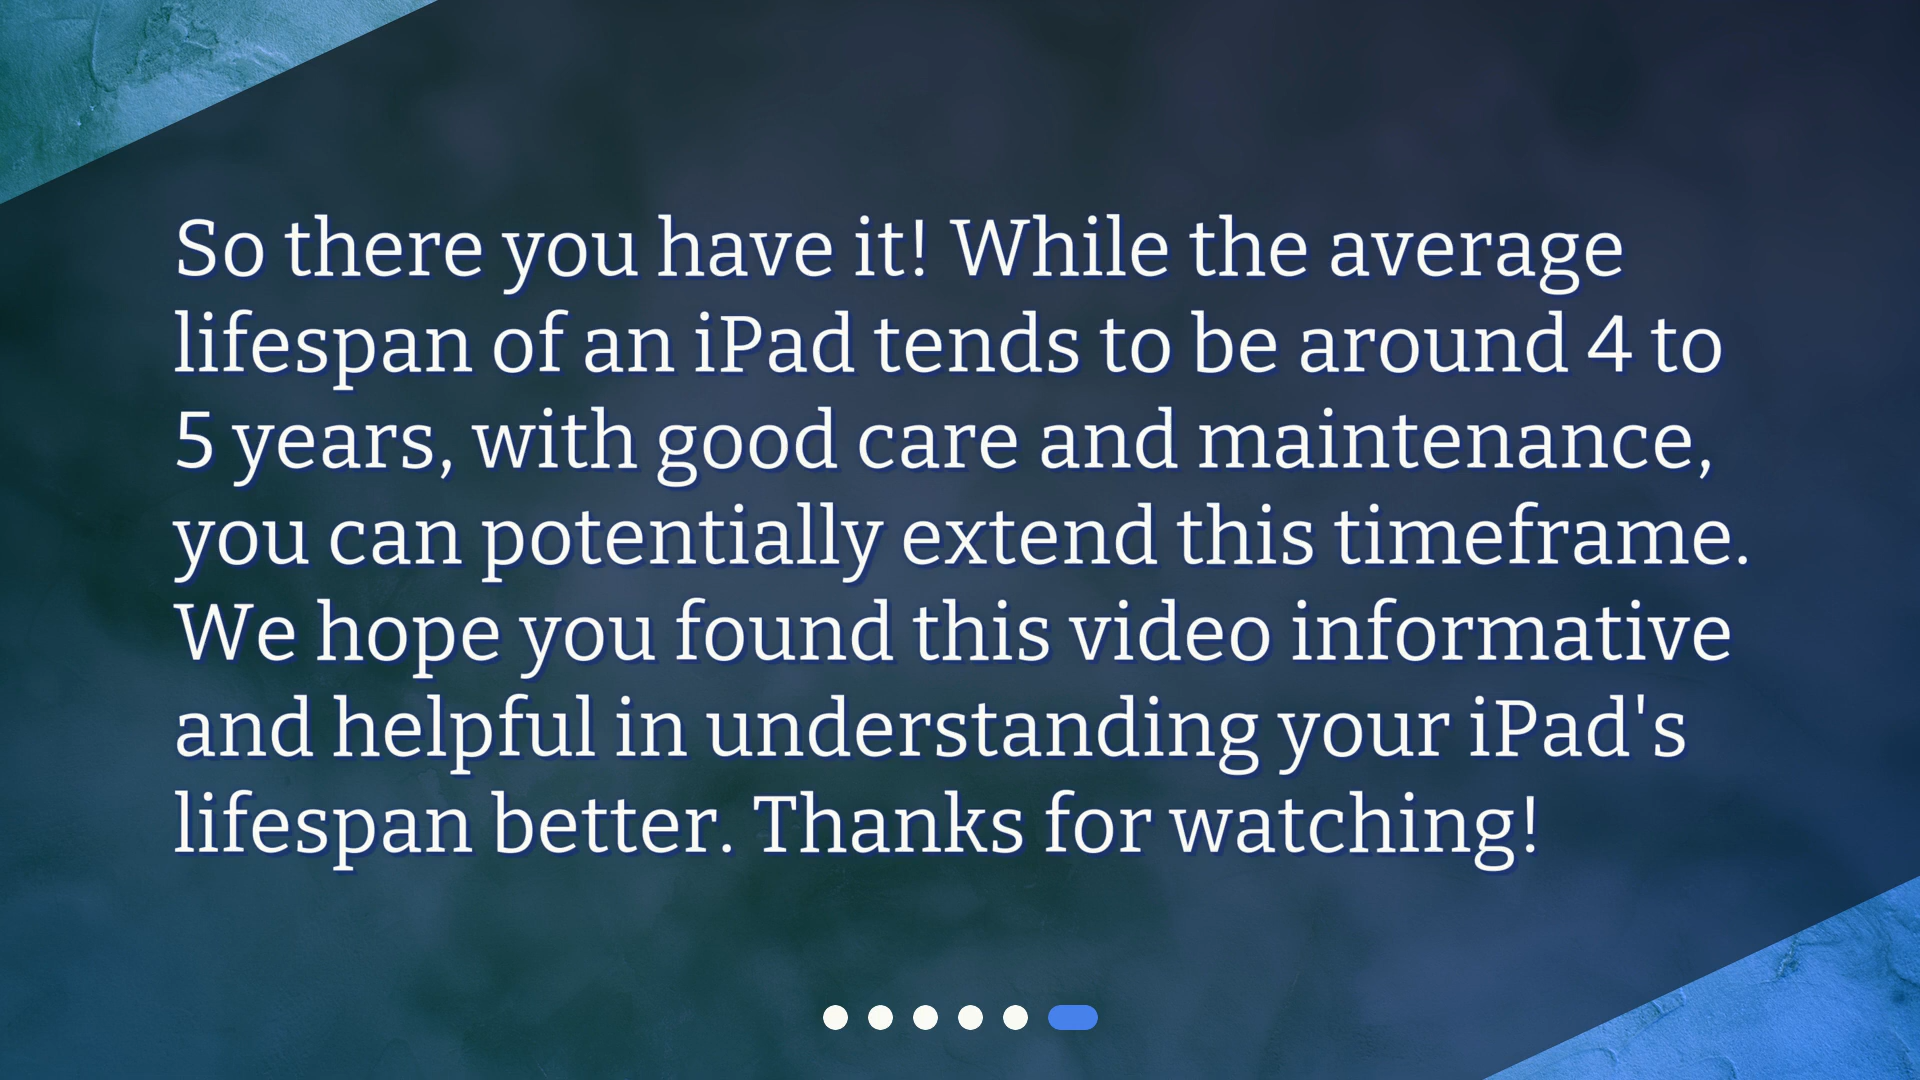 So there you have it! While the average
lifespan of an iPad tends to be around 4 to
5 years, with good care and maintenance,
you can potentially extend this timeframe.
We hope you found this video informative
and helpful in understanding your iPad's
lifespan better. Thanks for watching!